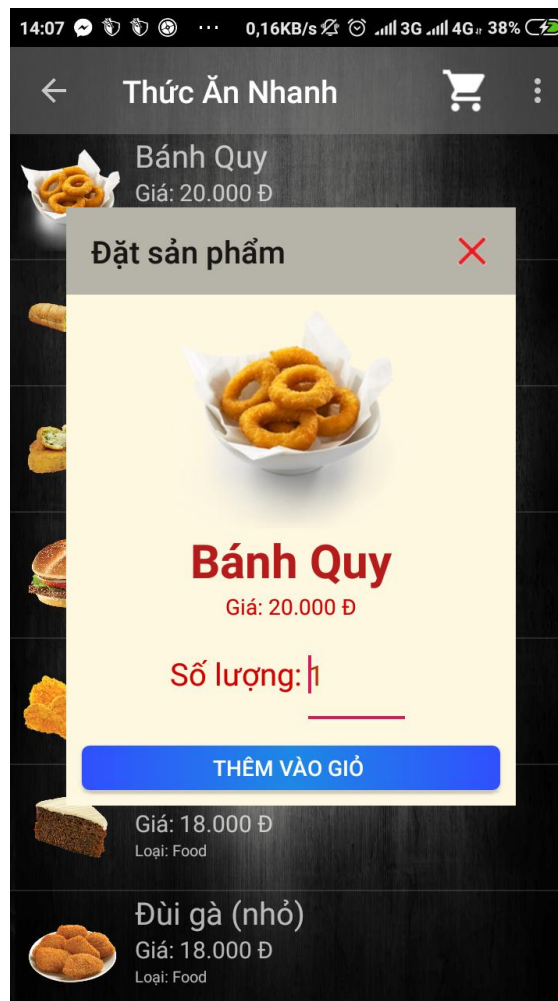 14:07 ... 0,16KB/s 3G 4G 38%
Thức Ăn Nhanh
Bánh Quy
Giá: 20.000 Đ
Đặt sản phẩm
Bánh Quy
Giá: 20.000 Đ
Số lượng: 1
THÊM VÀO GIỎ
Giá: 18.000 Đ
Loại: Food
Đùi gà (nhỏ)
Giá: 18.000 Đ
Loại: Food